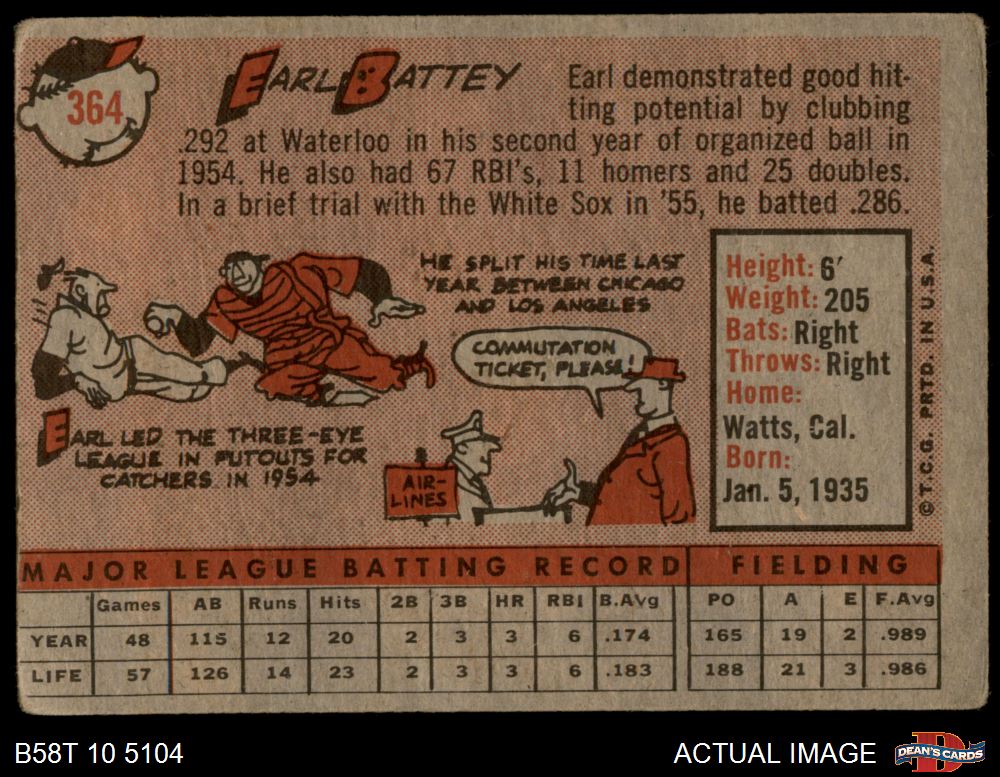 364
EARL BATTEY
Earl demonstrated good hit-
ting potential by clubbing
.292 at Waterloo in his second year of organized ball in
1954. He also had 67 RBI's, 11 homers and 25 doubles.
In a brief trial with the White Sox in '55, he batted .286.
HE SPLIT HIS TIME LAST
YEAR BETWEEN CHICAGO
AND LOS ANGELES
COMMUTATION
TICKET, PLEASE!
EARL LED THE THREE-EYE
LEAGUE IN PUTOUTS FOR
CATCHERS IN 1954
AIR-
LINES
Height: 6'
Weight: 205
Bats: Right
Throws: Right
Home:
Watts, Cal.
Born:
Jan. 5, 1935
© T.C.G. PRTD. IN U.S.A.
MAJOR LEAGUE BATTING RECORD FIELDING
Games AB Runs Hits 2B 3B HR RBI B.Avg PO A E F.Avg
YEAR 48 115 12 20 2 3 3 6 .174 165 19 2 .989
LIFE 57 126 14 23 2 3 3 6 .183 188 21 3 .986
B58T 10 5104
ACTUAL IMAGE
D
DEAN'S CARDS